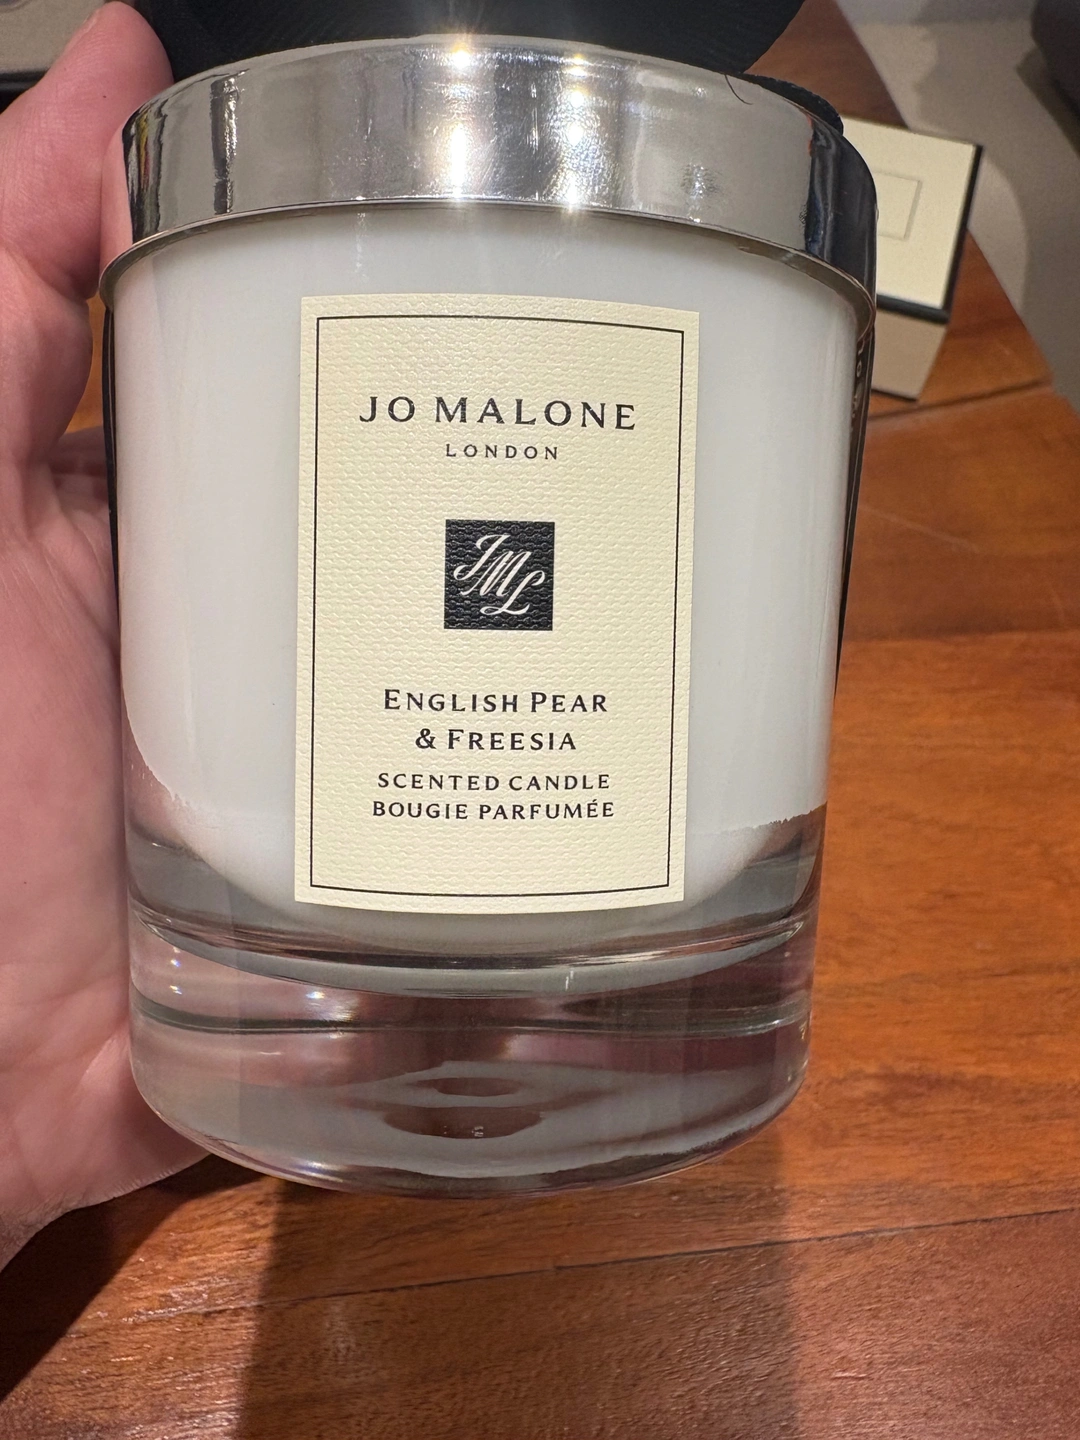 JO MALONE
LONDON
JML
ENGLISH PEAR
& FREESIA
SCENTED CANDLE
BOUGIE PARFUMÉE